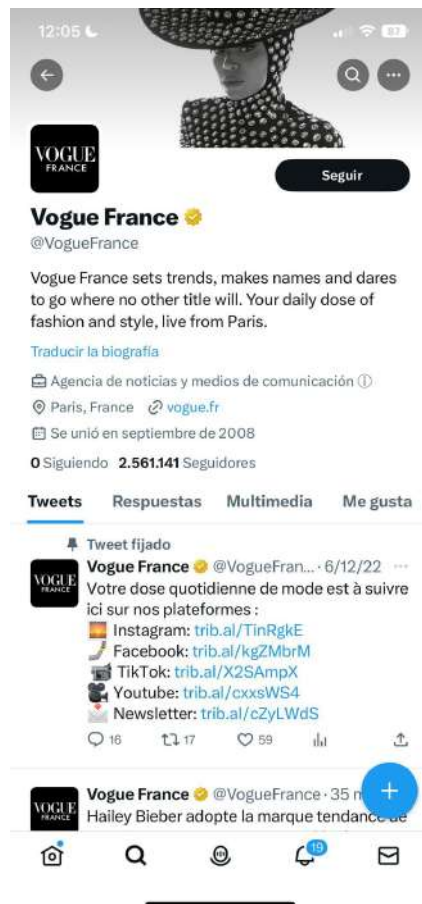 12:05
37
VOGUE
FRANCE
Seguir
Vogue France
@VogueFrance
Vogue France sets trends, makes names and dares
to go where no other title will. Your daily dose of
fashion and style, live from Paris.
Traducir la biografía
Agencia de noticias y medios de comunicación
Paris, France vogue.fr
Se unió en septiembre de 2008
0 Siguiendo 2.561.141 Seguidores
Tweets Respuestas Multimedia Me gusta
Tweet fijado
VOGUE
FRANCE
Vogue France @VogueFran... · 6/12/22
Votre dose quotidienne de mode est à suivre
ici sur nos plateformes :
Instagram: trib.al/TinRgkE
Facebook: trib.al/kgZMbrM
TikTok: trib.al/X2SAmpX
Youtube: trib.al/cxxsWS4
Newsletter: trib.al/cZyLWdS
16 17 59
VOGUE
FRANCE
Vogue France @VogueFrance · 35
Hailey Bieber adopte la marque tendance de
19